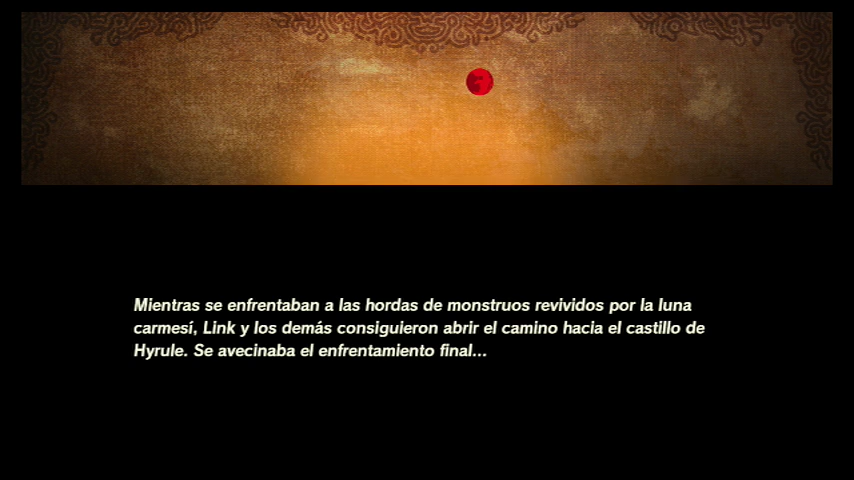 Mientras se enfrentaban a las hordas de monstruos revividos por la luna
carmesí, Link y los demás consiguieron abrir el camino hacia el castillo de
Hyrule. Se avecinaba el enfrentamiento final...